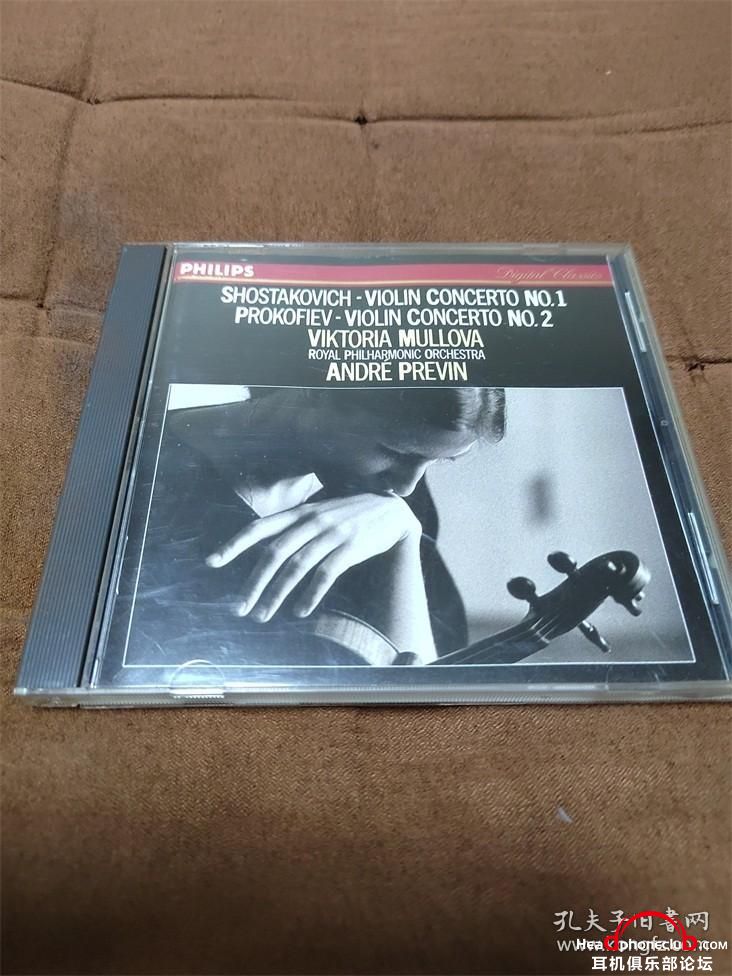 PHILIPS
Digital Classics
SHOSTAKOVICH - VIOLIN CONCERTO NO.1
PROKOFIEV - VIOLIN CONCERTO NO.2
VIKTORIA MULLOVA
ROYAL PHILHARMONIC ORCHESTRA
ANDRÉ PREVIN
孔夫子旧书网
耳机俱乐部论坛